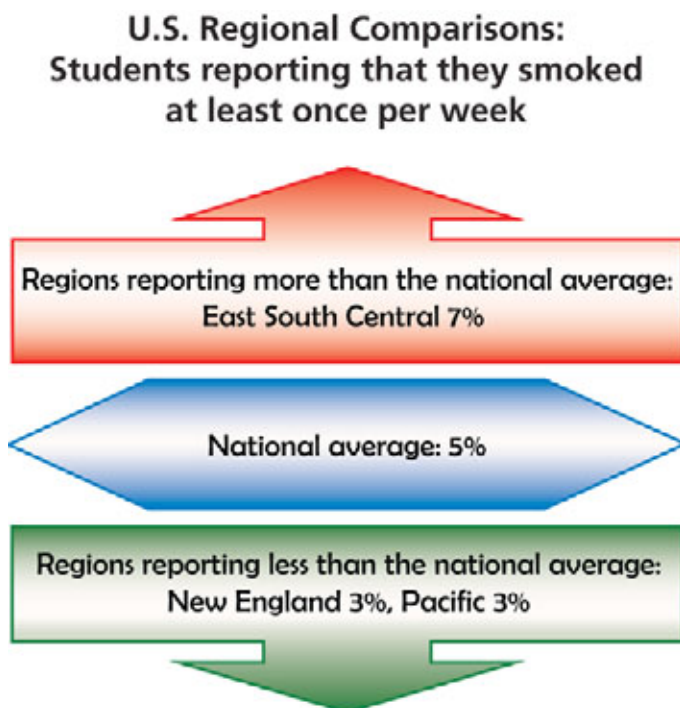 U.S. Regional Comparisons:
Students reporting that they smoked
at least once per week
Regions reporting more than the national average:
East South Central 7%
National average: 5%
Regions reporting less than the national average:
New England 3%, Pacific 3%